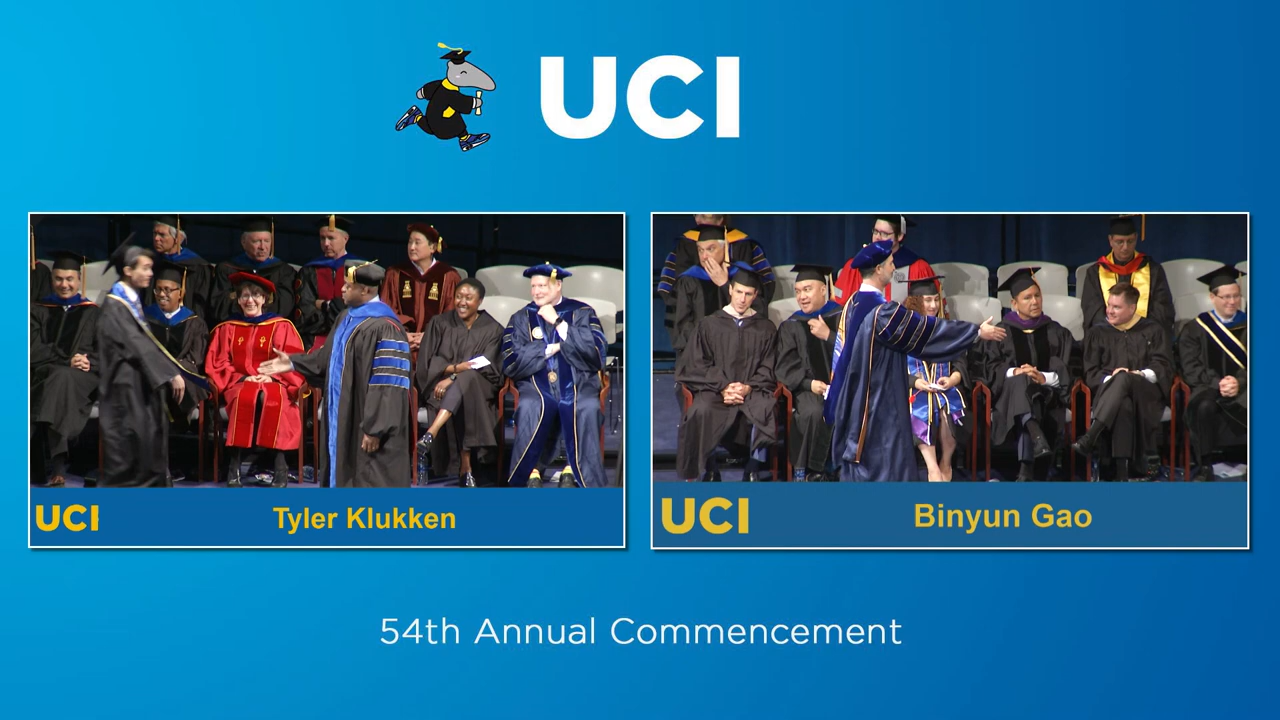 UCI
UCI
Tyler Klukken
UCI
Binyun Gao
54th Annual Commencement